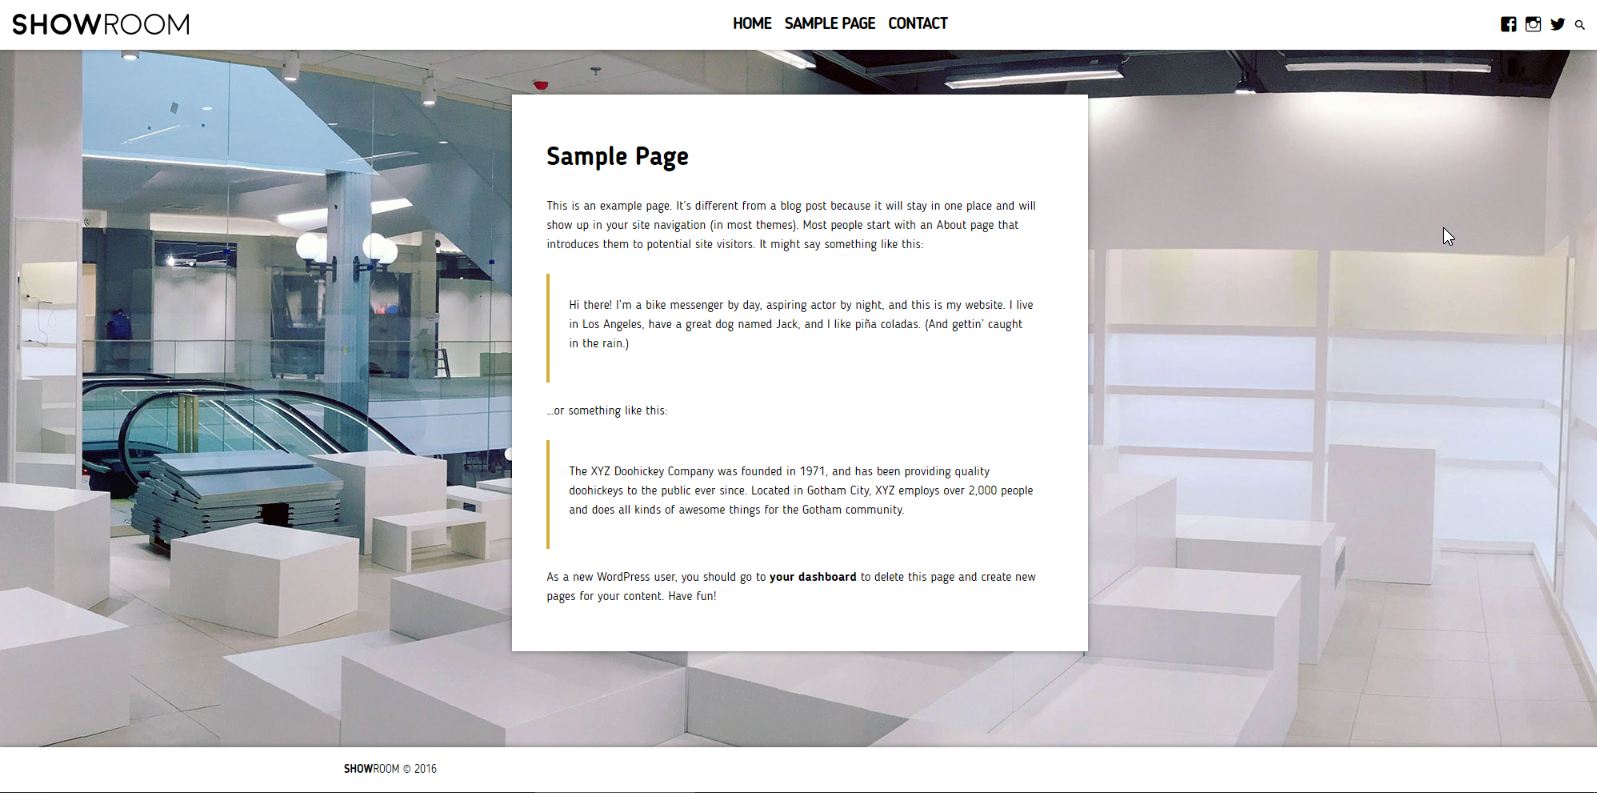 SHOWROOM
HOME SAMPLE PAGE CONTACT
Sample Page
This is an example page. It's different from a blog post because it will stay in one place and will
show up in your site navigation (in most themes). Most people start with an About page that
introduces them to potential site visitors. It might say something like this:
Hi there! I'm a bike messenger by day, aspiring actor by night, and this is my website. I live
in Los Angeles, have a great dog named Jack, and I like piña coladas. (And gettin' caught
in the rain.)
...or something like this:
The XYZ Doohickey Company was founded in 1971, and has been providing quality
doohickeys to the public ever since. Located in Gotham City, XYZ employs over 2,000 people
and does all kinds of awesome things for the Gotham community.
As a new WordPress user, you should go to your dashboard to delete this page and create new
pages for your content. Have fun!
SHOWROOM © 2016